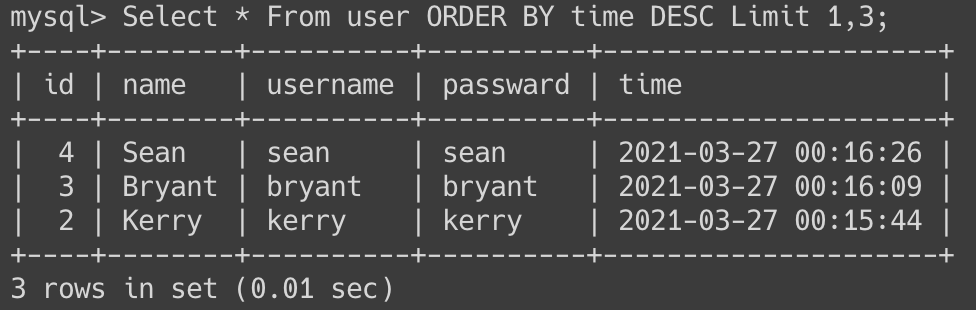 mysql> Select * From user ORDER BY time DESC Limit 1,3;
+----+--------+----------+----------+---------------------+
| id | name   | username | passward | time                |
+----+--------+----------+----------+---------------------+
|  4 | Sean   | sean     | sean     | 2021-03-27 00:16:26 |
|  3 | Bryant | bryant   | bryant   | 2021-03-27 00:16:09 |
|  2 | Kerry  | kerry    | kerry    | 2021-03-27 00:15:44 |
+----+--------+----------+----------+---------------------+
3 rows in set (0.01 sec)